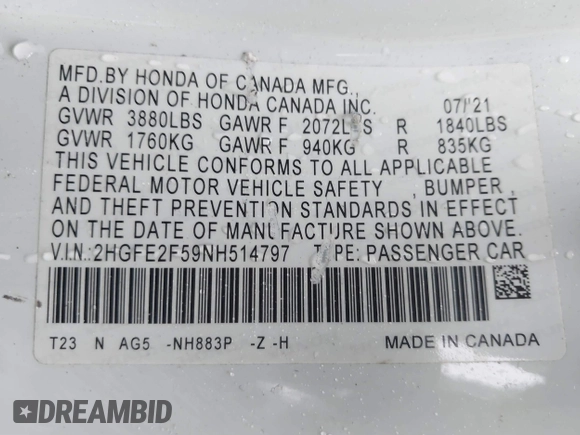 MFD.BY HONDA OF CANADA MFG.,
A DIVISION OF HONDA CANADA INC. 07/'21
GVWR 3880LBS GAWR F 2072LBS R 1840LBS
GVWR 1760KG GAWR F 940KG R 835KG
THIS VEHICLE CONFORMS TO ALL APPLICABLE
FEDERAL MOTOR VEHICLE SAFETY , BUMPER ,
AND THEFT PREVENTION STANDARDS IN EFFECT
ON THE DATE OF MANUFACTURE SHOWN ABOVE.
V.I.N.:2HGFE2F59NH514797 TYPE:PASSENGER CAR
T23 N AG5 -NH883P -Z -H MADE IN CANADA
DREAMBID